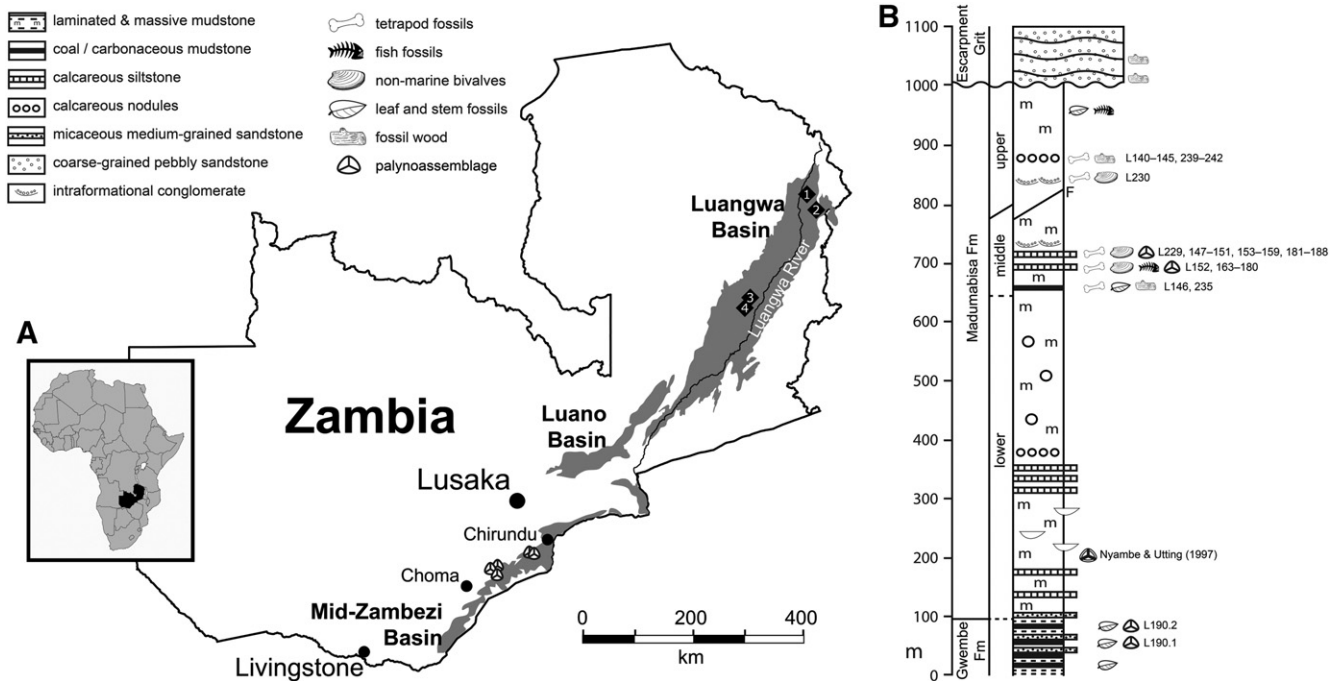 laminated & massive mudstone
coal / carbonaceous mudstone
calcareous siltstone
calcareous nodules
micaceous medium-grained sandstone
coarse-grained pebbly sandstone
intraformational conglomerate
tetrapod fossils
fish fossils
non-marine bivalves
leaf and stem fossils
fossil wood
palynoassemblage
A
Zambia
Luangwa
Basin
Luangwa River
1
2
3
4
Luano
Basin
Lusaka
Chirundu
Choma
Mid-Zambezi
Basin
Livingstone
0 200 400
km
B
1100
1000
900
800
700
600
500
400
300
200
100
m
0
Escarpment
Grit
Madumabisa Fm
Gwembe
Fm
upper
middle
lower
m
m
L140–145, 239–242
L230
F
m
m
L229, 147–151, 153–159, 181–188
L152, 163–180
m
L146, 235
m
m
m
m
m
m
m
Nyambe & Utting (1997)
m
m
L190.2
L190.1
m m